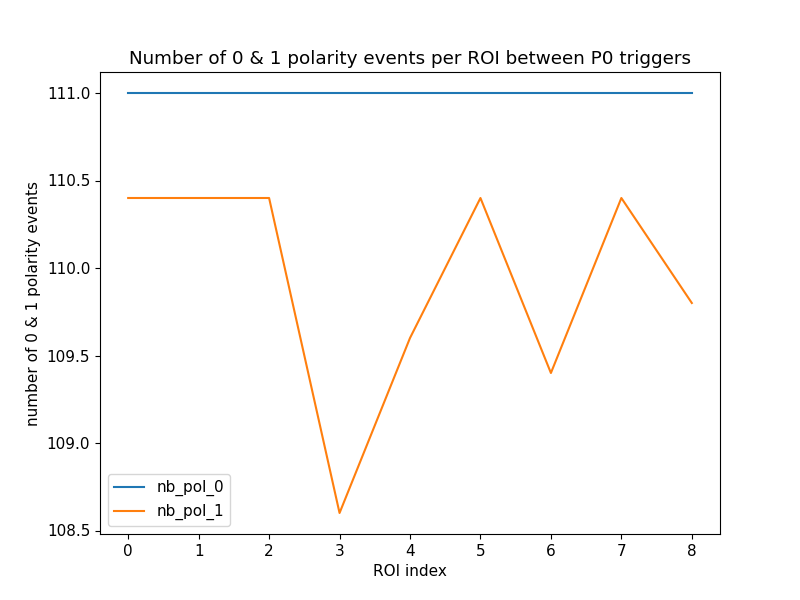 Number of 0 & 1 polarity events per ROI between P0 triggers
number of 0 & 1 polarity events
111.0
110.5
110.0
109.5
109.0
108.5
nb_pol_0
nb_pol_1
0 1 2 3 4 5 6 7 8
ROI index